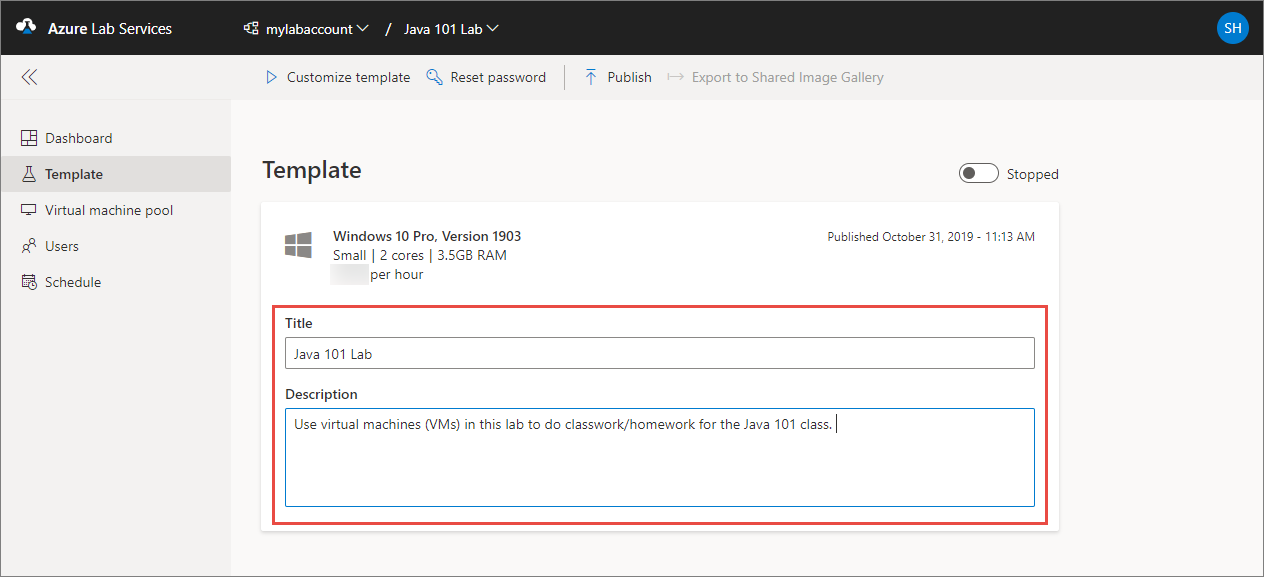 Azure Lab Services
mylabaccount / Java 101 Lab
SH
Customize template
Reset password
Publish
Export to Shared Image Gallery
Dashboard
Template
Virtual machine pool
Users
Schedule
Template
Stopped
Windows 10 Pro, Version 1903
Published October 31, 2019 - 11:13 AM
Small | 2 cores | 3.5GB RAM
per hour
Title
Java 101 Lab
Description
Use virtual machines (VMs) in this lab to do classwork/homework for the Java 101 class.